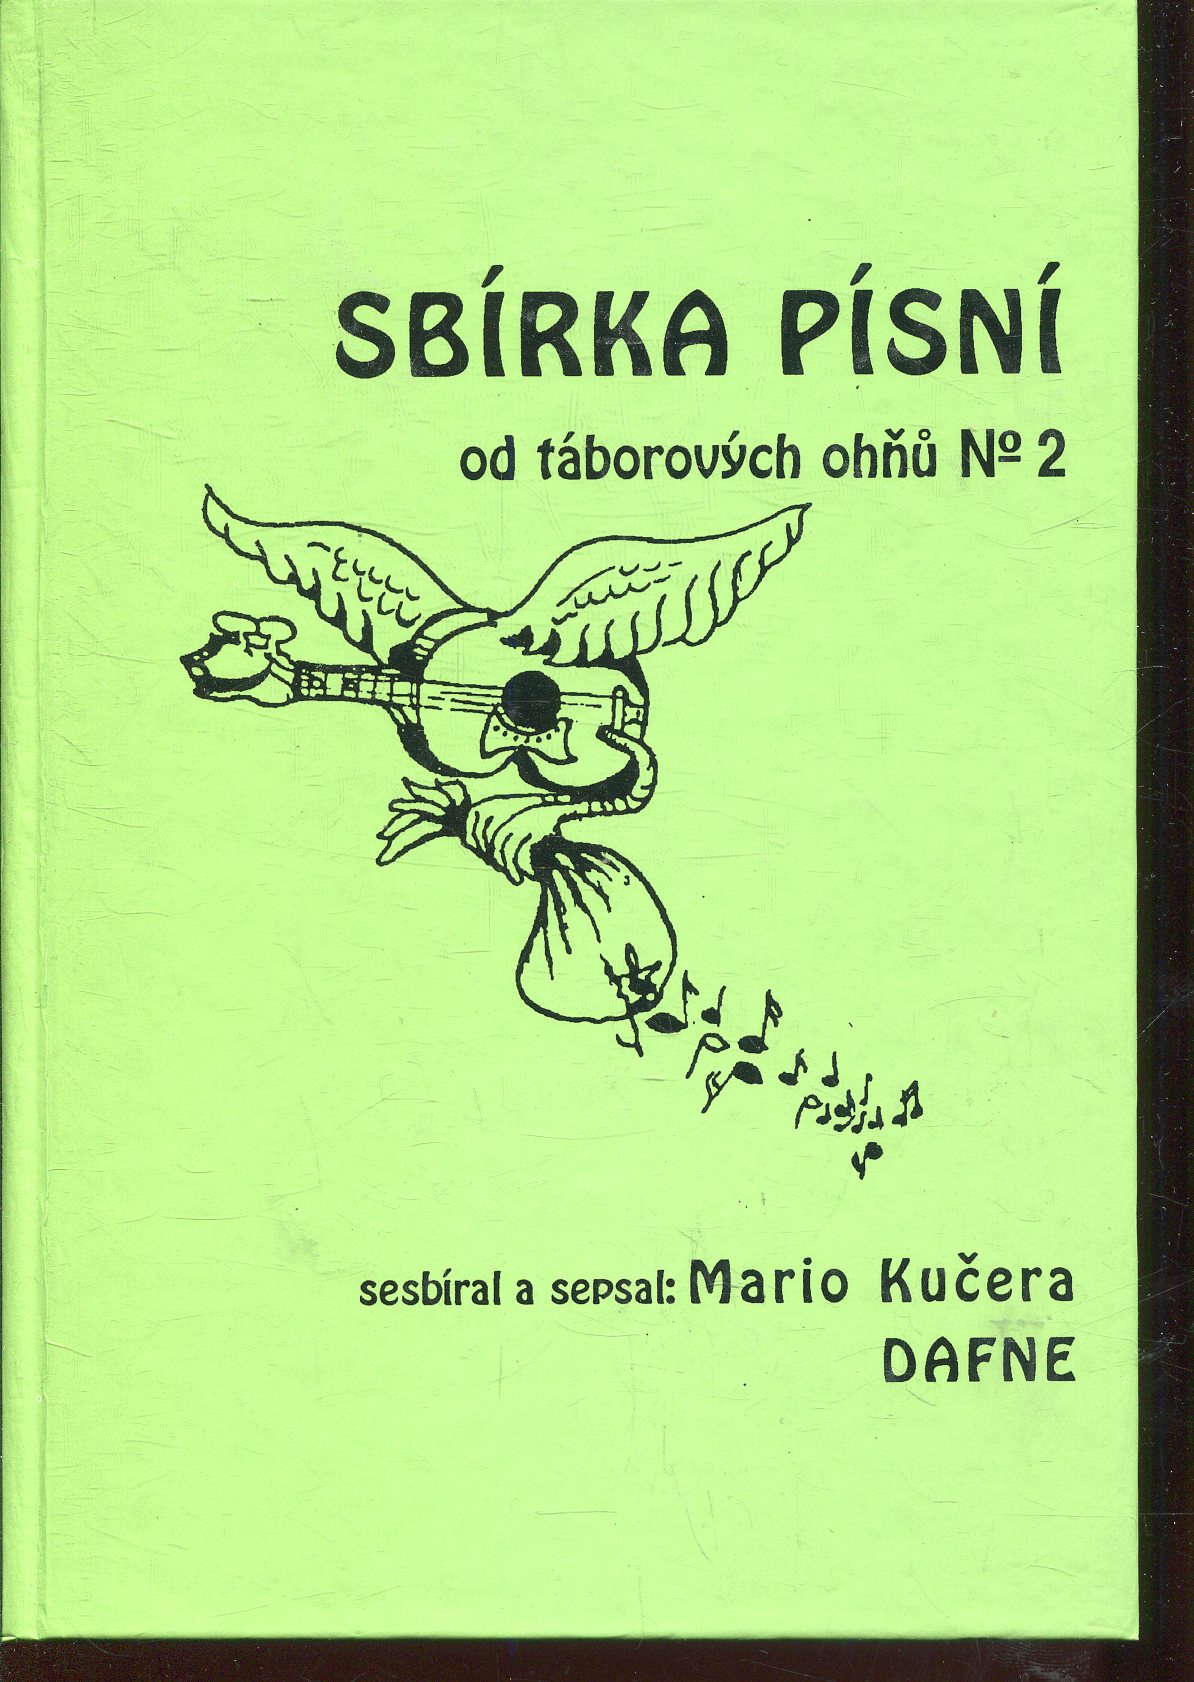 SBÍRKA PÍSNÍ
od táborových ohňů Nº 2
sesbíral a sepsal: Mario Kučera
DAFNE